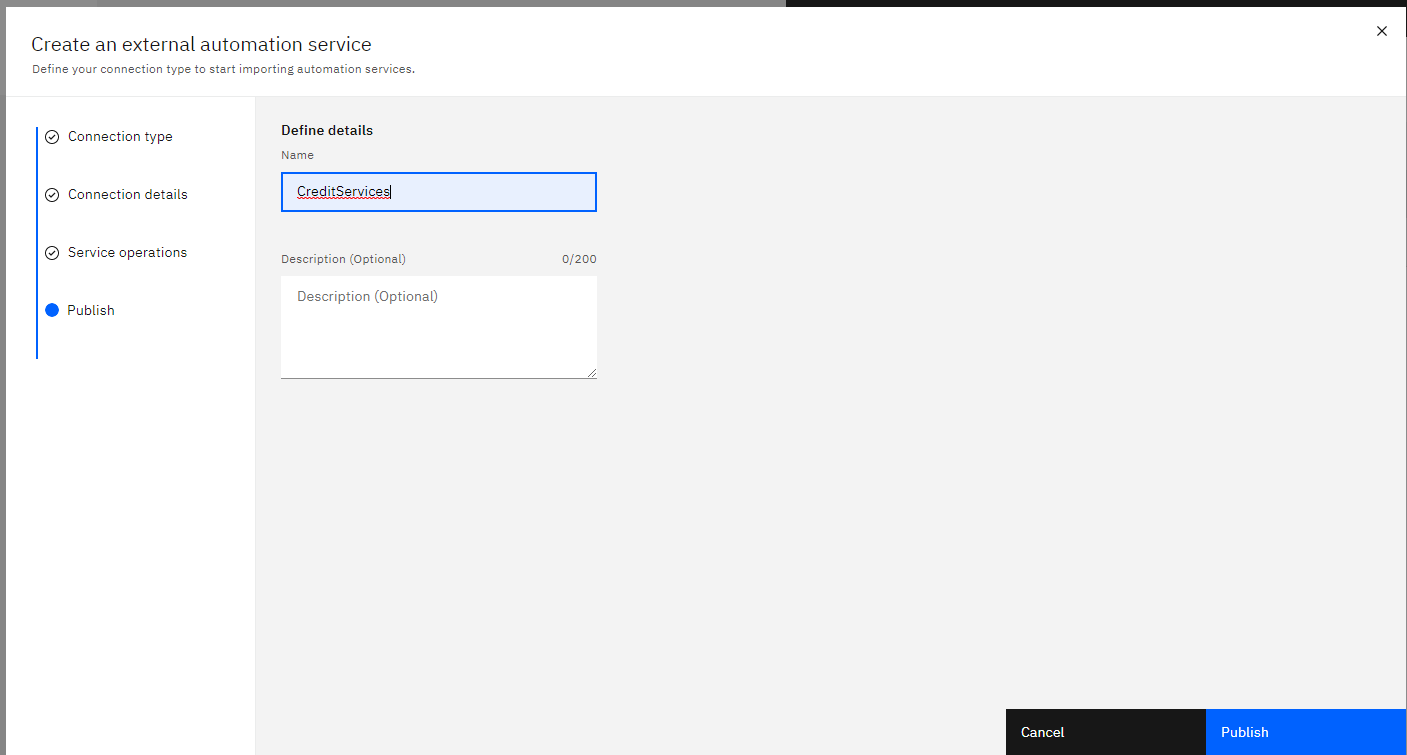 Create an external automation service
Define your connection type to start importing automation services.
Connection type
Connection details
Service operations
Publish
Define details
Name
CreditServices
Description (Optional) 0/200
Description (Optional)
Cancel
Publish